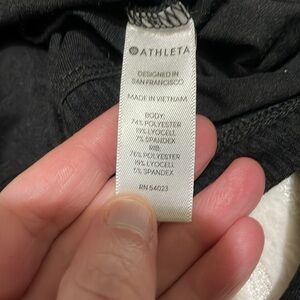 ATHLETA
DESIGNED IN
SAN FRANCISCO
MADE IN VIETNAM
BODY:
74% POLYESTER
19% LYOCELL
7% SPANDEX
RIB:
76% POLYESTER
19% LYOCELL
5% SPANDEX
RN 54023